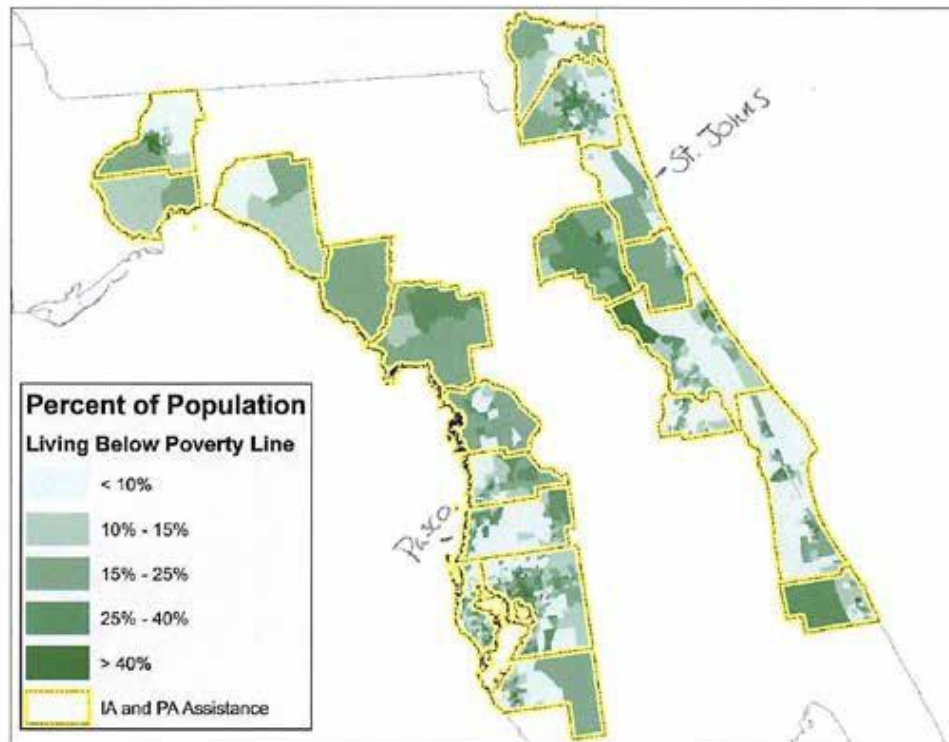 St. Johns
Pasco
Percent of Population
Living Below Poverty Line
< 10%
10% - 15%
15% - 25%
25% - 40%
> 40%
IA and PA Assistance